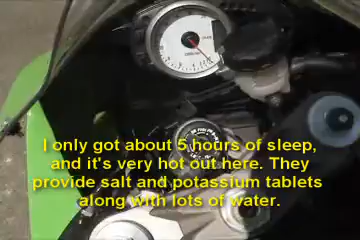 I only got about 5 hours of sleep,
and it's very hot out here. They
provide salt and potassium tablets
along with lots of water.